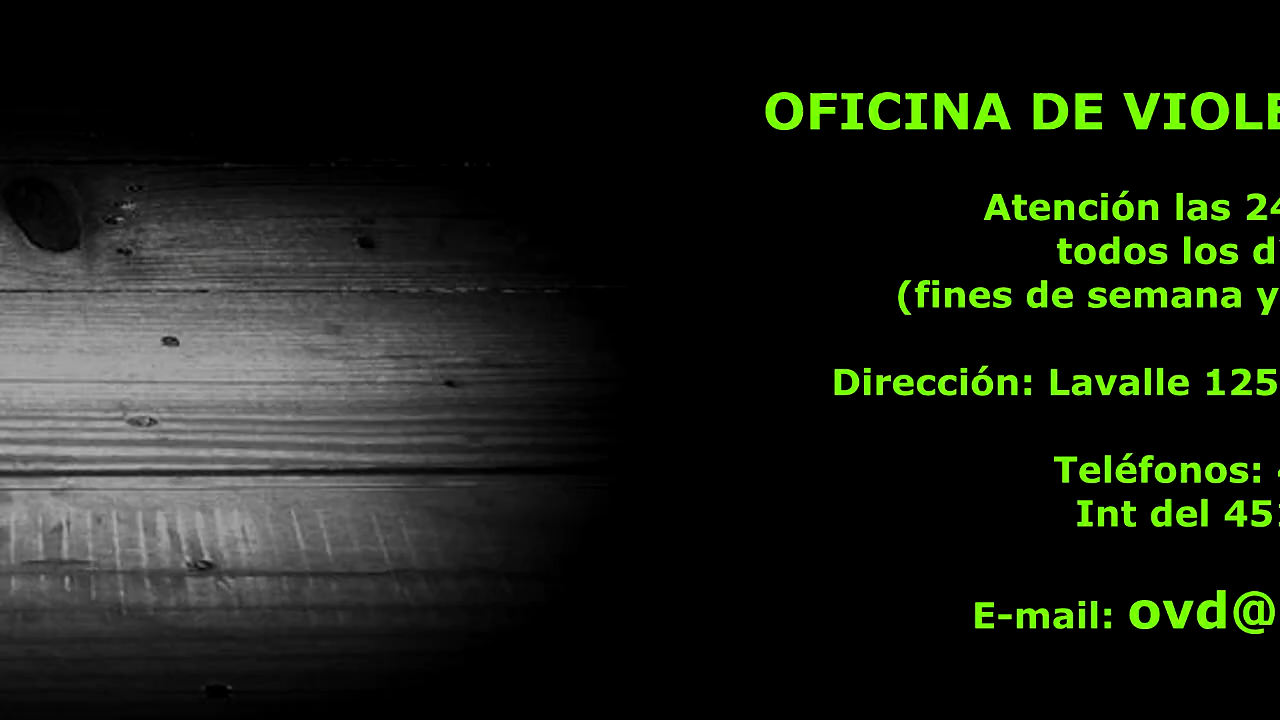 OFICINA DE VIOLE
Atención las 24
todos los d
(fines de semana y
Dirección: Lavalle 125
Teléfonos:
Int del 45
E-mail: ovd@